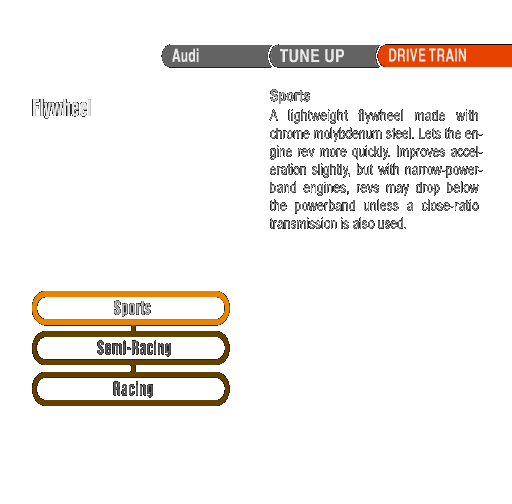 Audi TUNE UP DRIVE TRAIN
Flywheel
Sports
A lightweight flywheel made with
chrome molybdenum steel. Lets the en-
gine rev more quickly. Improves accel-
eration slightly, but with narrow-power-
band engines, revs may drop below
the powerband unless a close-ratio
transmission is also used.
Sports
Semi-Racing
Racing